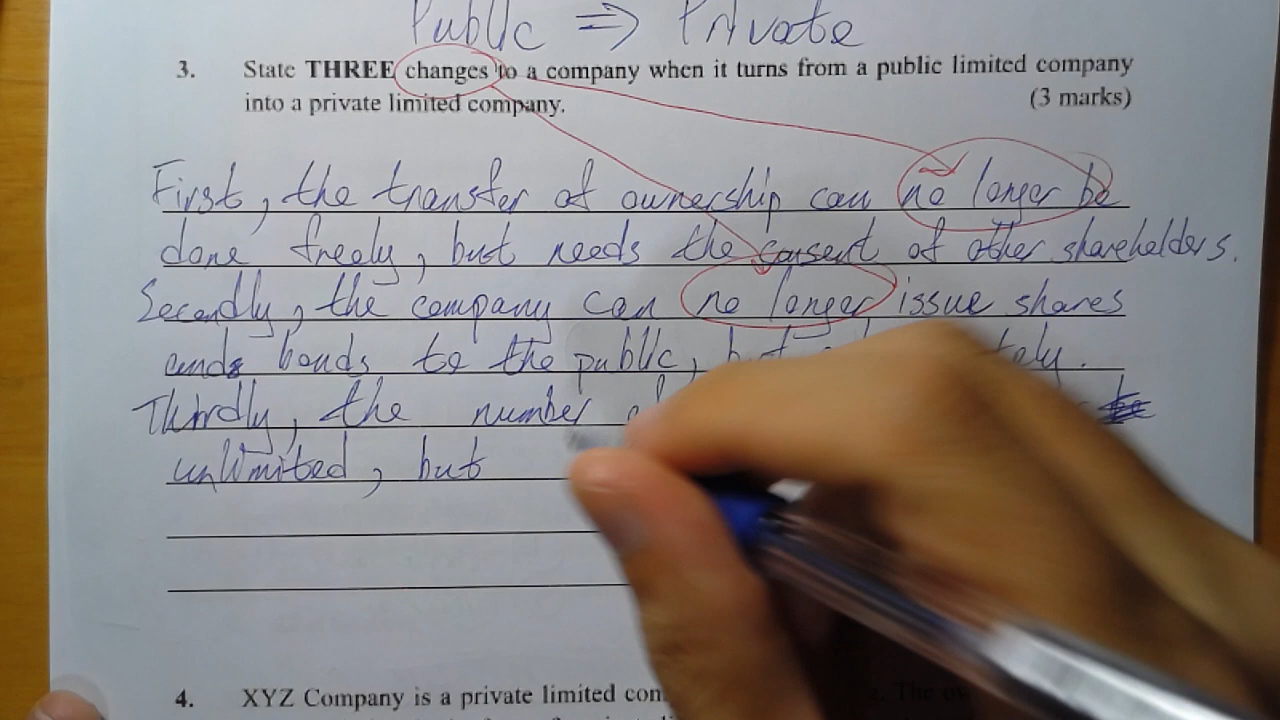 Public ⇒ Private
3. State THREE changes to a company when it turns from a public limited company
into a private limited company. (3 marks)
First, the transfer of ownership can no longer be
done freely, but needs the consent of other shareholders.
Secondly, the company can no longer issue shares
and bonds to the public, but
Thirdly, the number
unlimited, but
4. XYZ Company is a private limited